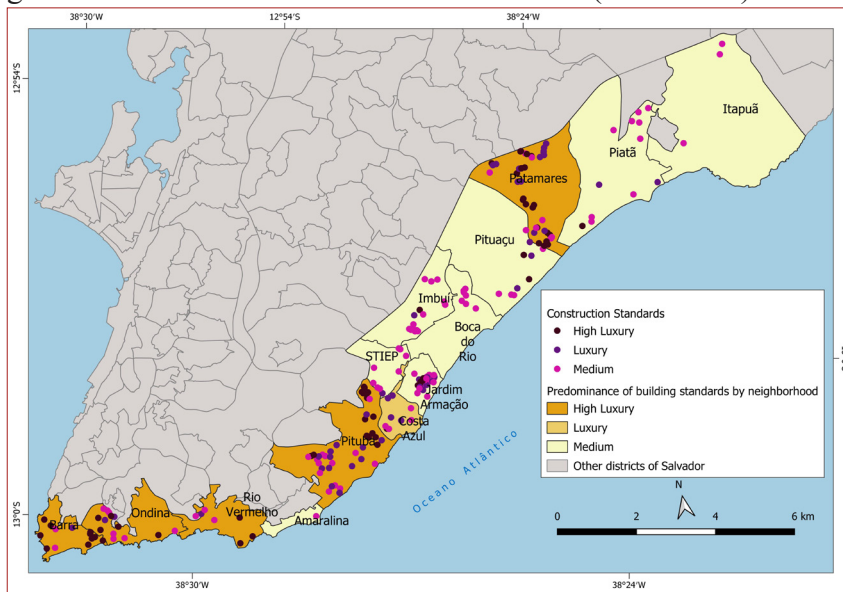 38°30'W
12°54'W
38°24'W
12°54'W
Itapuã
Piatã
Patamares
Pituaçu
Imbuí
Boca
do
Rio
STIEP
Jardim
Armação
Costa
Azul
Pituba
Rio
Vermelho
Ondina
Barra
Amaralina
Oceano Atlântico
Construction Standards
High Luxury
Luxury
Medium
Predominance of building standards by neighborhood
High Luxury
Luxury
Medium
Other districts of Salvador
N
0 2 4 6 km
13°0'W
38°30'W
38°24'W